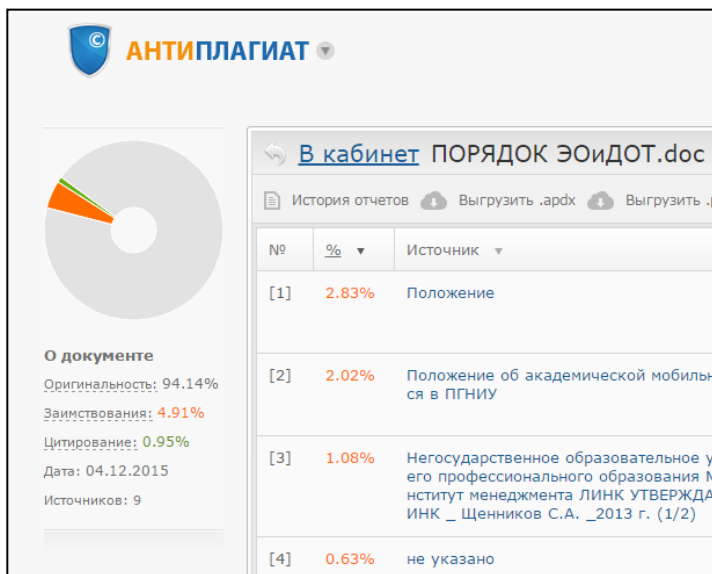 ©
АНТИПЛАГИАТ
В кабинет ПОРЯДОК ЭОиДОТ.doc
История отчетов Выгрузить .apdx Выгрузить
№ % Источник
[1] 2.83% Положение
[2] 2.02% Положение об академической мобильн
ся в ПГНИУ
[3] 1.08% Негосударственное образовательное у
его профессионального образования М
нститут менеджмента ЛИНК УТВЕРЖДА
ИНК _ Щенников С.А. _2013 г. (1/2)
[4] 0.63% не указано
О документе
Оригинальность: 94.14%
Заимствования: 4.91%
Цитирование: 0.95%
Дата: 04.12.2015
Источников: 9